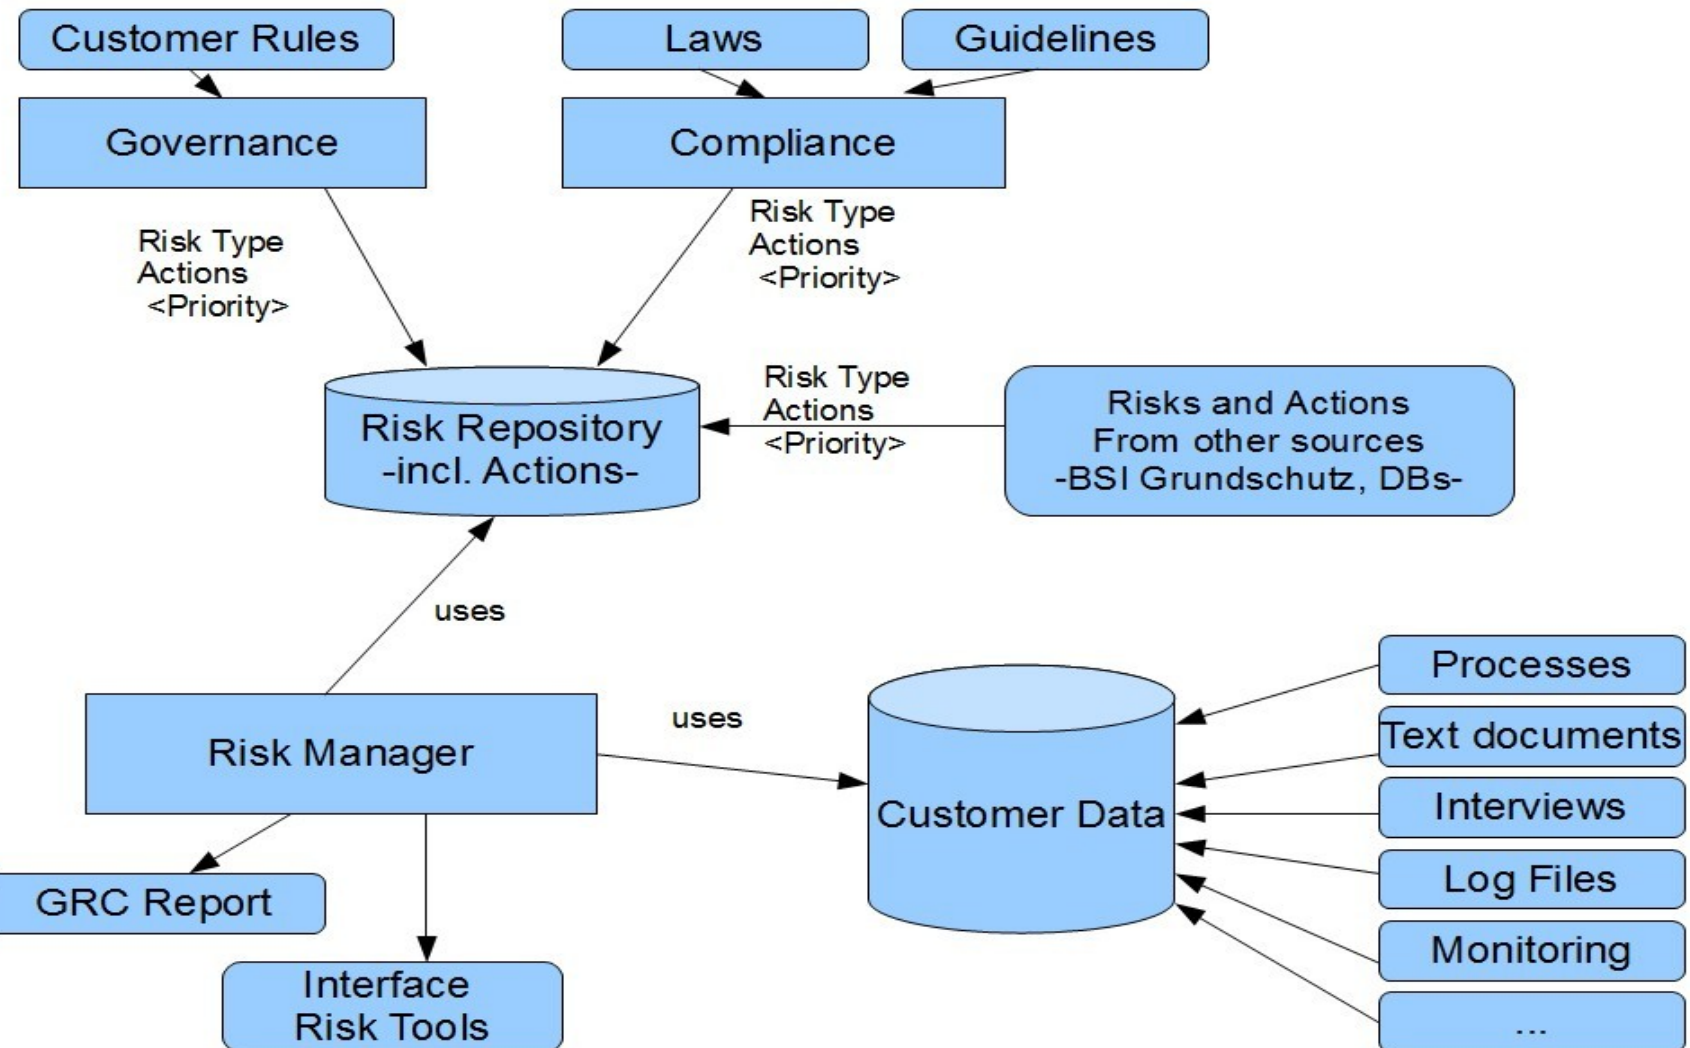 Customer Rules
Laws
Guidelines
Governance
Compliance
Risk Type
Actions
<Priority>
Risk Type
Actions
<Priority>
Risk Type
Actions
<Priority>
Risk Repository
-incl. Actions-
Risks and Actions
From other sources
-BSI Grundschutz, DBs-
uses
Risk Manager
uses
Customer Data
Processes
Text documents
Interviews
Log Files
Monitoring
...
GRC Report
Interface
Risk Tools